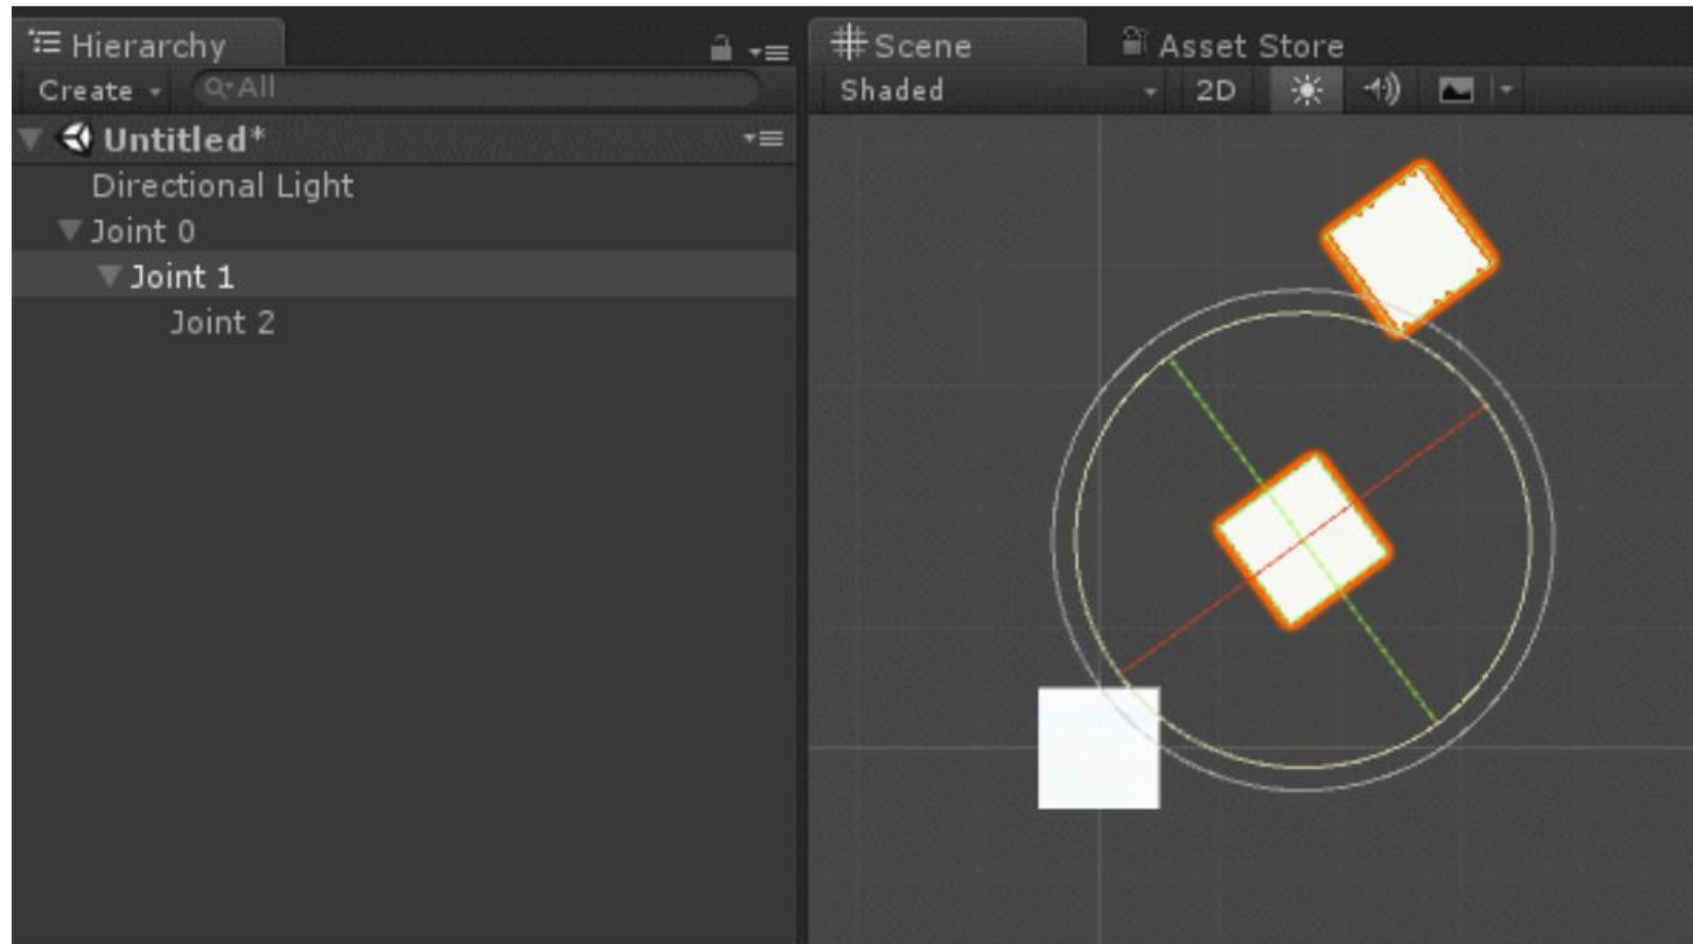 Hierarchy
Create All
Untitled*
Directional Light
Joint 0
Joint 1
Joint 2
Scene Asset Store
Shaded 2D